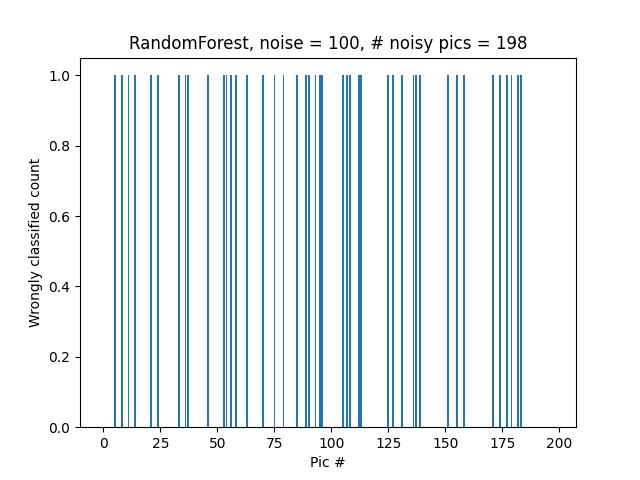 RandomForest, noise = 100, # noisy pics = 198
1.0
0.8
0.6
0.4
0.2
0.0
Wrongly classified count
0 25 50 75 100 125 150 175 200
Pic #